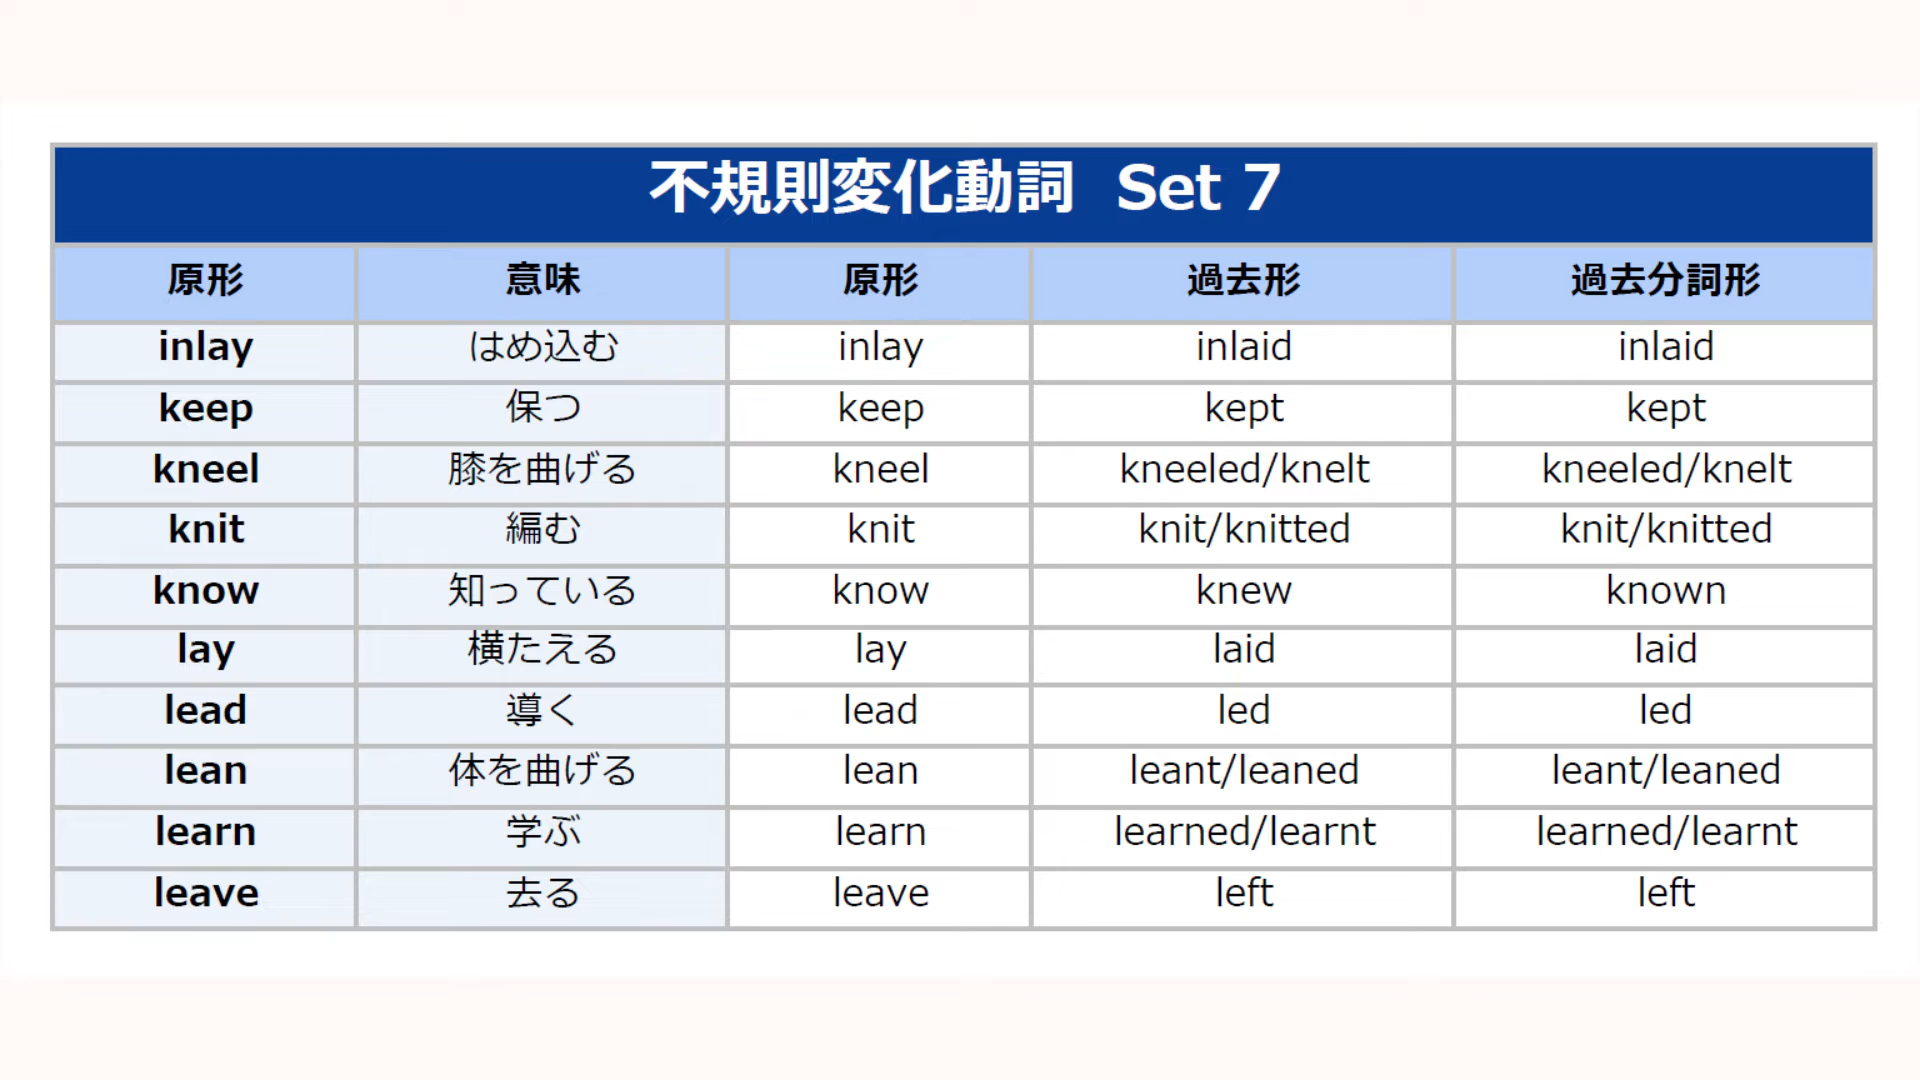 不規則変化動詞 Set 7
原形 意味 原形 過去形 過去分詞形
inlay はめ込む inlay inlaid inlaid
keep 保つ keep kept kept
kneel 膝を曲げる kneel kneeled/knelt kneeled/knelt
knit 編む knit knit/knitted knit/knitted
know 知っている know knew known
lay 横たえる lay laid laid
lead 導く lead led led
lean 体を曲げる lean leant/leaned leant/leaned
learn 学ぶ learn learned/learnt learned/learnt
leave 去る leave left left